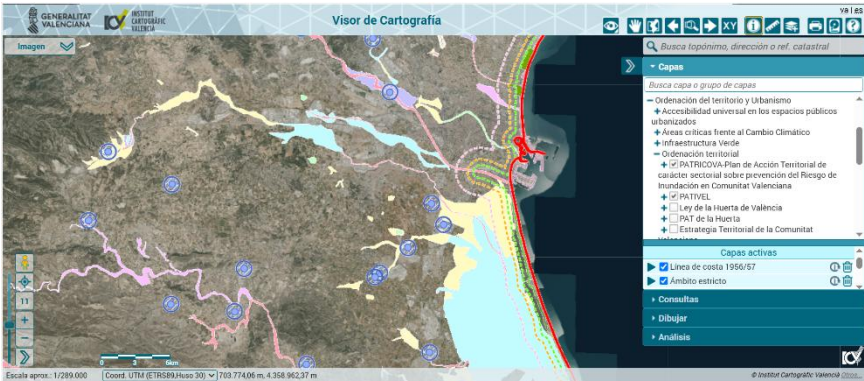 GENERALITAT
VALENCIANA
INSTITUT
CARTOGRÀFIC
VALENCIÀ
Visor de Cartografía
va | es
XY
Imagen
Busca topónimo, dirección o ref. catastral
Capas
Busca capa o grupo de capas
Ordenación del territorio y Urbanismo
Accesibilidad universal en los espacios públicos
urbanizados
Áreas críticas frente al Cambio Climático
Infraestructura Verde
Ordenación territorial
PATRICOVA-Plan de Acción Territorial de
carácter sectorial sobre prevención del Riesgo de
Inundación en Comunitat Valenciana
PATIVEL
Ley de la Huerta de València
PAT de la Huerta
Estrategia Territorial de la Comunitat
Capas activas
Línea de costa 1956/57
Ámbito estricto
Consultas
Dibujar
Análisis
11
0 3 6km
Escala aprox.: 1/289.000
Coord. UTM (ETRS89,Huso 30)
703.774,06 m, 4.358.962,37 m
© Institut Cartogràfic Valencià